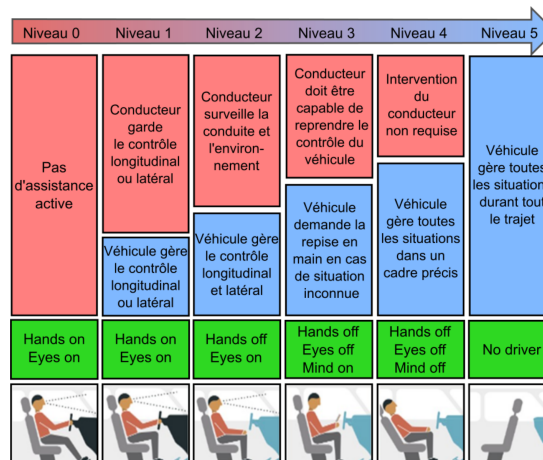 Niveau 0
Niveau 1
Niveau 2
Niveau 3
Niveau 4
Niveau 5
Pas
d'assistance
active
Conducteur
garde
le contrôle
longitudinal
ou latéral
Conducteur
surveille la
conduite et
l'environ-
nement
Conducteur
doit être
capable de
reprendre le
contrôle du
véhicule
Intervention
du
conducteur
non requise
Véhicule
gère toutes
les situation
durant tout
le trajet
Véhicule gère
le contrôle
longitudinal
ou latéral
Véhicule gère
le contrôle
longitudinal
et latéral
Véhicule
demande la
repise en
main en cas
de situation
inconnue
Véhicule
gère toutes
les situations
dans un
cadre précis
Hands on
Eyes on
Hands on
Eyes on
Hands off
Eyes on
Hands off
Eyes off
Mind on
Hands off
Eyes off
Mind off
No driver